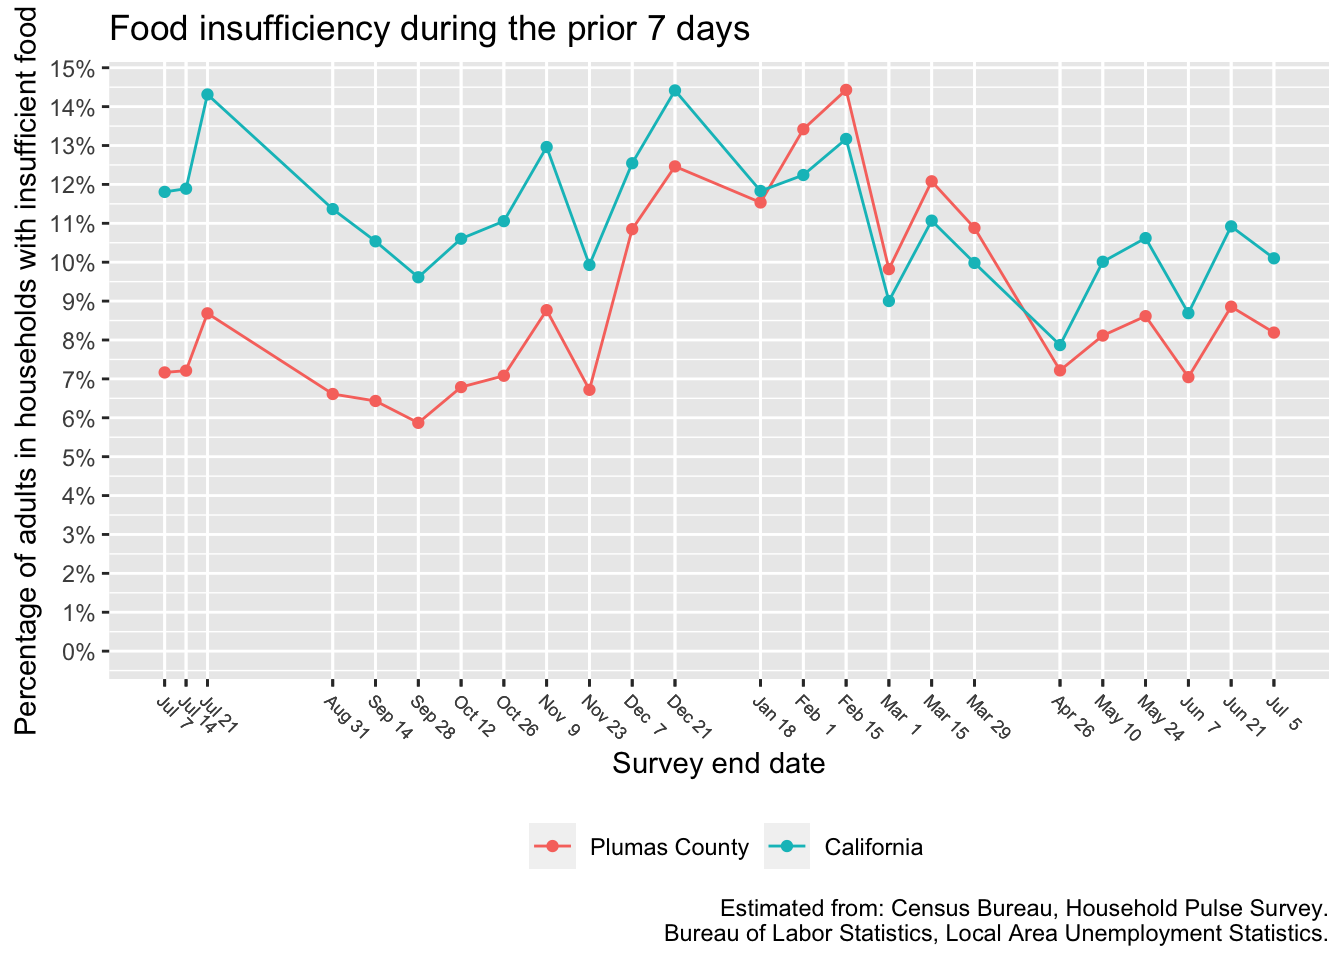 Food insufficiency during the prior 7 days
Percentage of adults in households with insufficient food
15%
14%
13%
12%
11%
10%
9%
8%
7%
6%
5%
4%
3%
2%
1%
0%
Jul 7
Jul 14
Jul 21
Aug 31
Sep 14
Sep 28
Oct 12
Oct 26
Nov 9
Nov 23
Dec 7
Dec 21
Jan 18
Feb 1
Feb 15
Mar 1
Mar 15
Mar 29
Apr 26
May 10
May 24
Jun 7
Jun 21
Jul 5
Survey end date
Plumas County
California
Estimated from: Census Bureau, Household Pulse Survey.
Bureau of Labor Statistics, Local Area Unemployment Statistics.